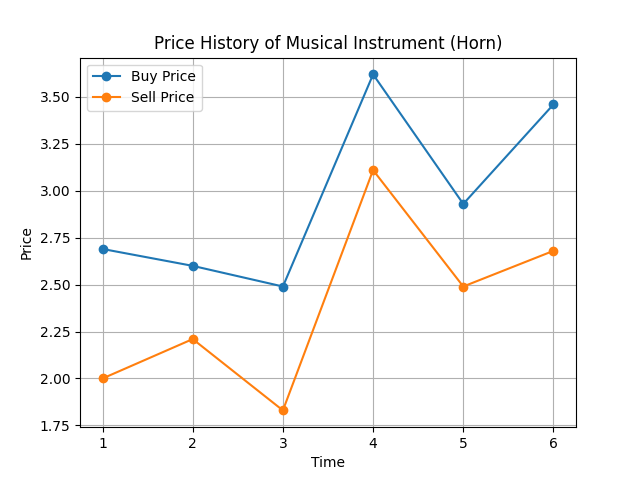 Price History of Musical Instrument (Horn)
Buy Price
Sell Price
3.50
3.25
3.00
2.75
2.50
2.25
2.00
1.75
Price
1 2 3 4 5 6
Time